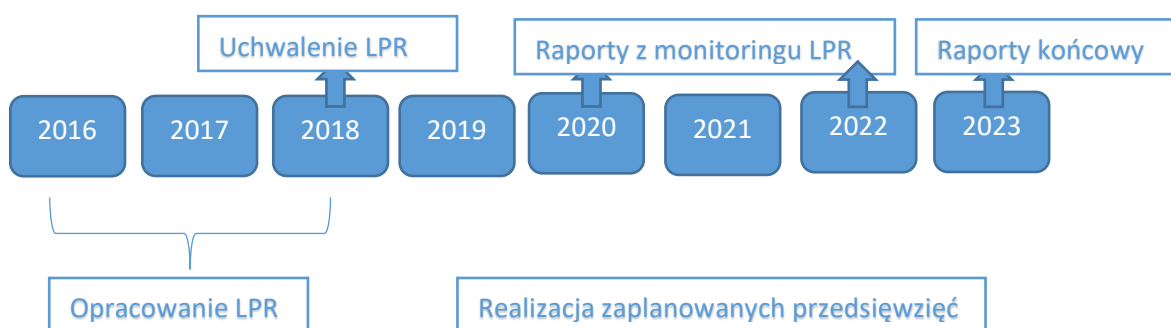 Uchwalenie LPR
Raporty z monitoringu LPR
Raporty końcowy
2016
2017
2018
2019
2020
2021
2022
2023
Opracowanie LPR
Realizacja zaplanowanych przedsięwzięć